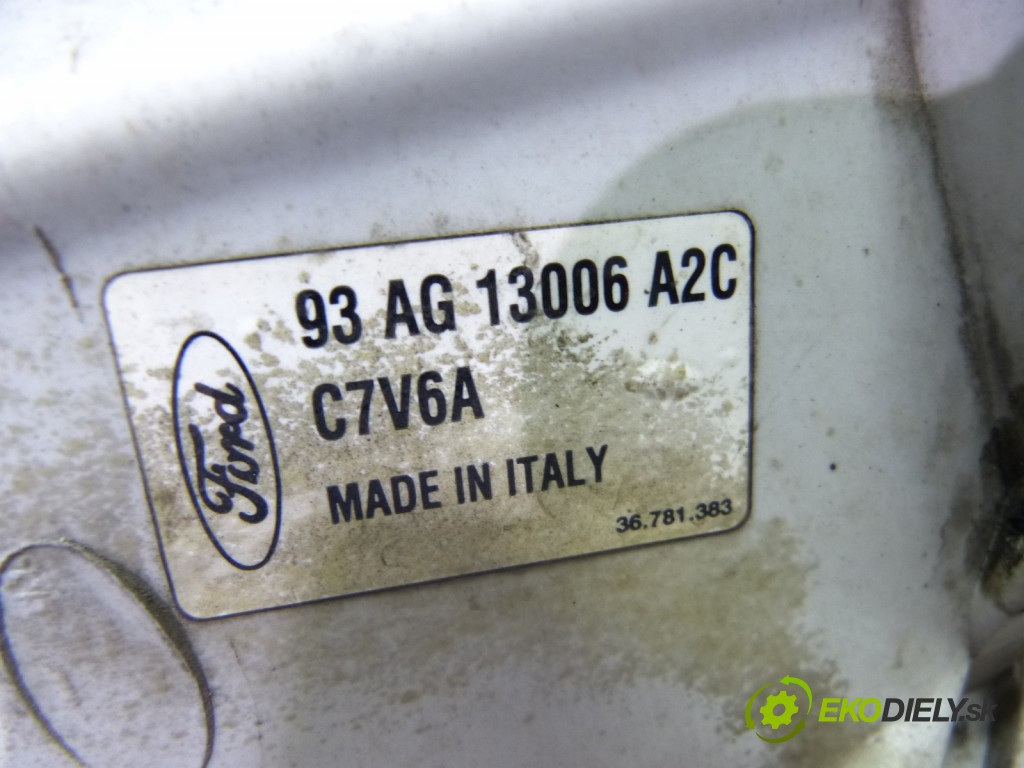 93 AG 13006 A2C
C7V6A
Ford
MADE IN ITALY
36.781.383
EKODIELY.sk